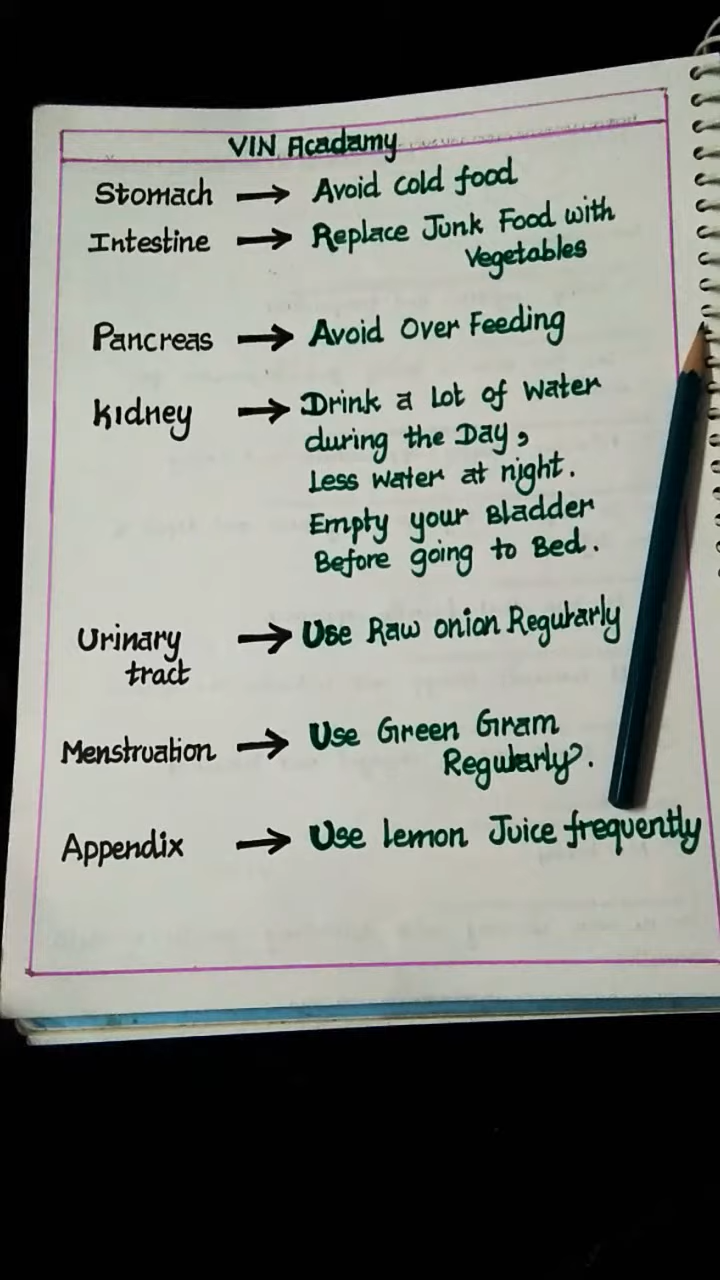 VIN Acadamy
Stomach → Avoid cold food
Intestine → Replace Junk Food with
Vegetables
Pancreas → Avoid Over Feeding
Kidney → Drink a Lot of Water
during the Day,
Less water at night.
Empty your Bladder
Before going to Bed.
Urinary → Use Raw onion Regularly
tract
Menstruation → Use Green Gram
Regularly.
Appendix → Use lemon Juice frequently